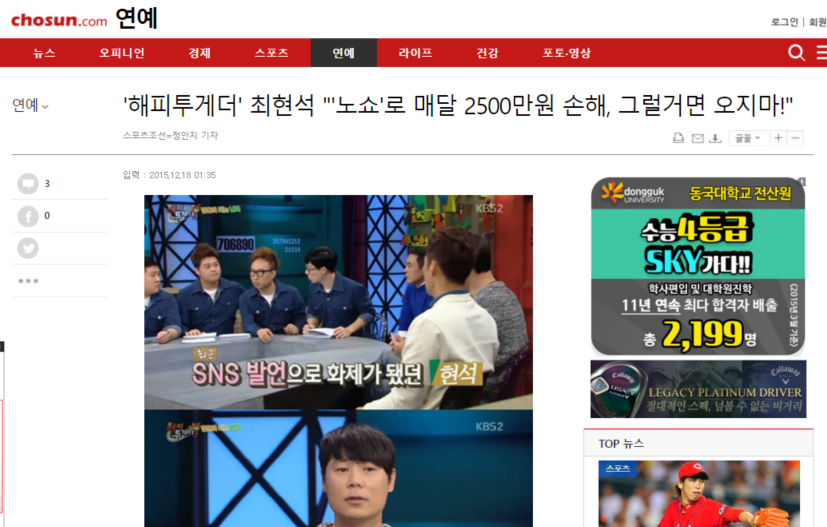 chosun.com 연예
로그인 | 회원
뉴스 오피니언 경제 스포츠 연예 라이프 건강 포토·영상
연예
'해피투게더' 최현석 "'노쇼'로 매달 2500만원 손해, 그럴거면 오지마!"
스포츠조선=정안지 기자
글꼴
입력 : 2015.12.18 01:35
3
0
KBS2
706890
최근
SNS 발언으로 화제가 됐던 현석
KBS2
dongguk UNIVERSITY 동국대학교 전산원
수능4등급
SKY가다!!
학사편입 및 대학원진학
11년 연속 최다 합격자 배출
총 2,199명
(2015년 3월 기준)
Callaway
LEGACY PLATINUM DRIVER
절대적인 스펙, 넘볼 수 없는 비거리
TOP 뉴스
스포츠